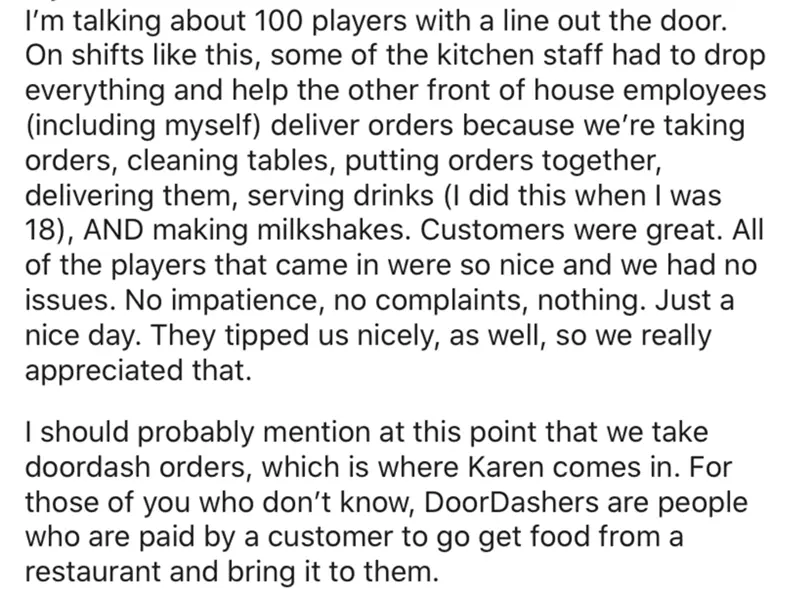 I'm talking about 100 players with a line out the door.
On shifts like this, some of the kitchen staff had to drop
everything and help the other front of house employees
(including myself) deliver orders because we're taking
orders, cleaning tables, putting orders together,
delivering them, serving drinks (I did this when I was
18), AND making milkshakes. Customers were great. All
of the players that came in were so nice and we had no
issues. No impatience, no complaints, nothing. Just a
nice day. They tipped us nicely, as well, so we really
appreciated that.
I should probably mention at this point that we take
doordash orders, which is where Karen comes in. For
those of you who don't know, DoorDashers are people
who are paid by a customer to go get food from a
restaurant and bring it to them.